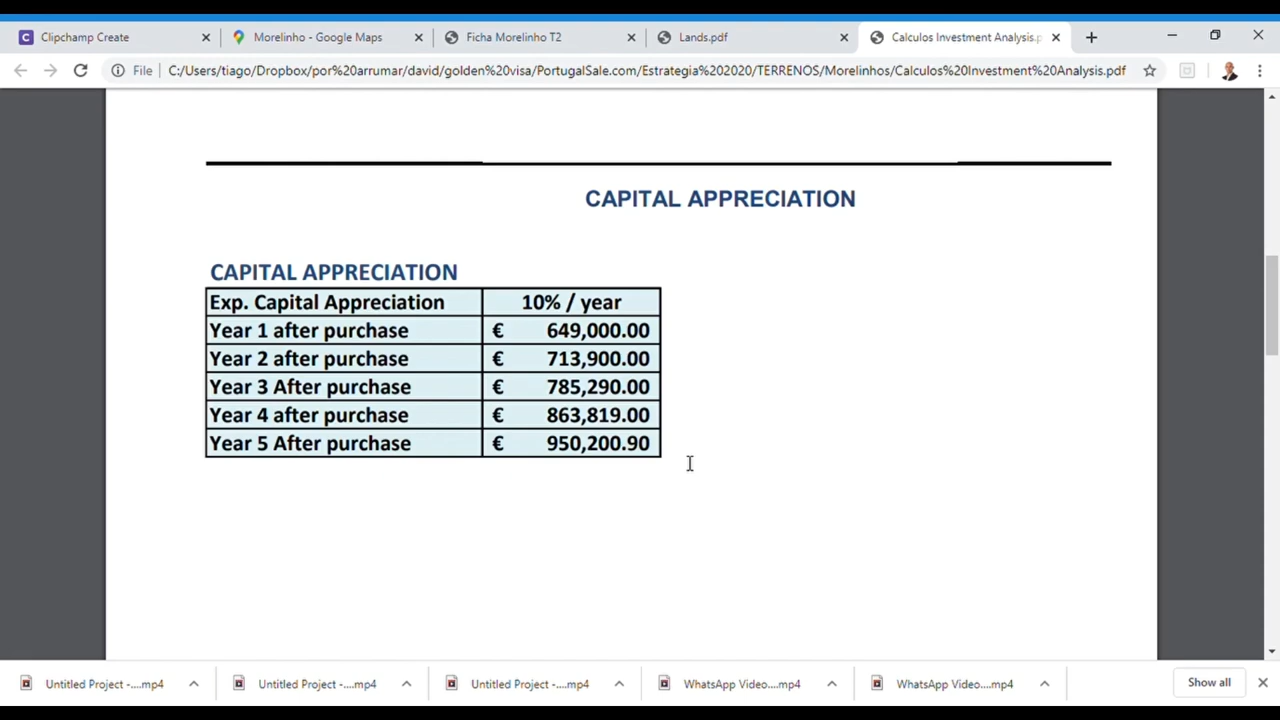 Clipchamp Create
Morelinho - Google Maps
Ficha Morelinho T2
Lands.pdf
Calculos Investment Analysis.p
File
C:/Users/tiago/Dropbox/por%20arrumar/david/golden%20visa/PortugalSale.com/Estrategia%202020/TERRENOS/Morelinhos/Calculos%20Investment%20Analysis.pdf
CAPITAL APPRECIATION
CAPITAL APPRECIATION
Exp. Capital Appreciation 10% / year
Year 1 after purchase € 649,000.00
Year 2 after purchase € 713,900.00
Year 3 After purchase € 785,290.00
Year 4 after purchase € 863,819.00
Year 5 After purchase € 950,200.90
Untitled Project -....mp4
Untitled Project -....mp4
Untitled Project -....mp4
WhatsApp Video....mp4
WhatsApp Video....mp4
Show all